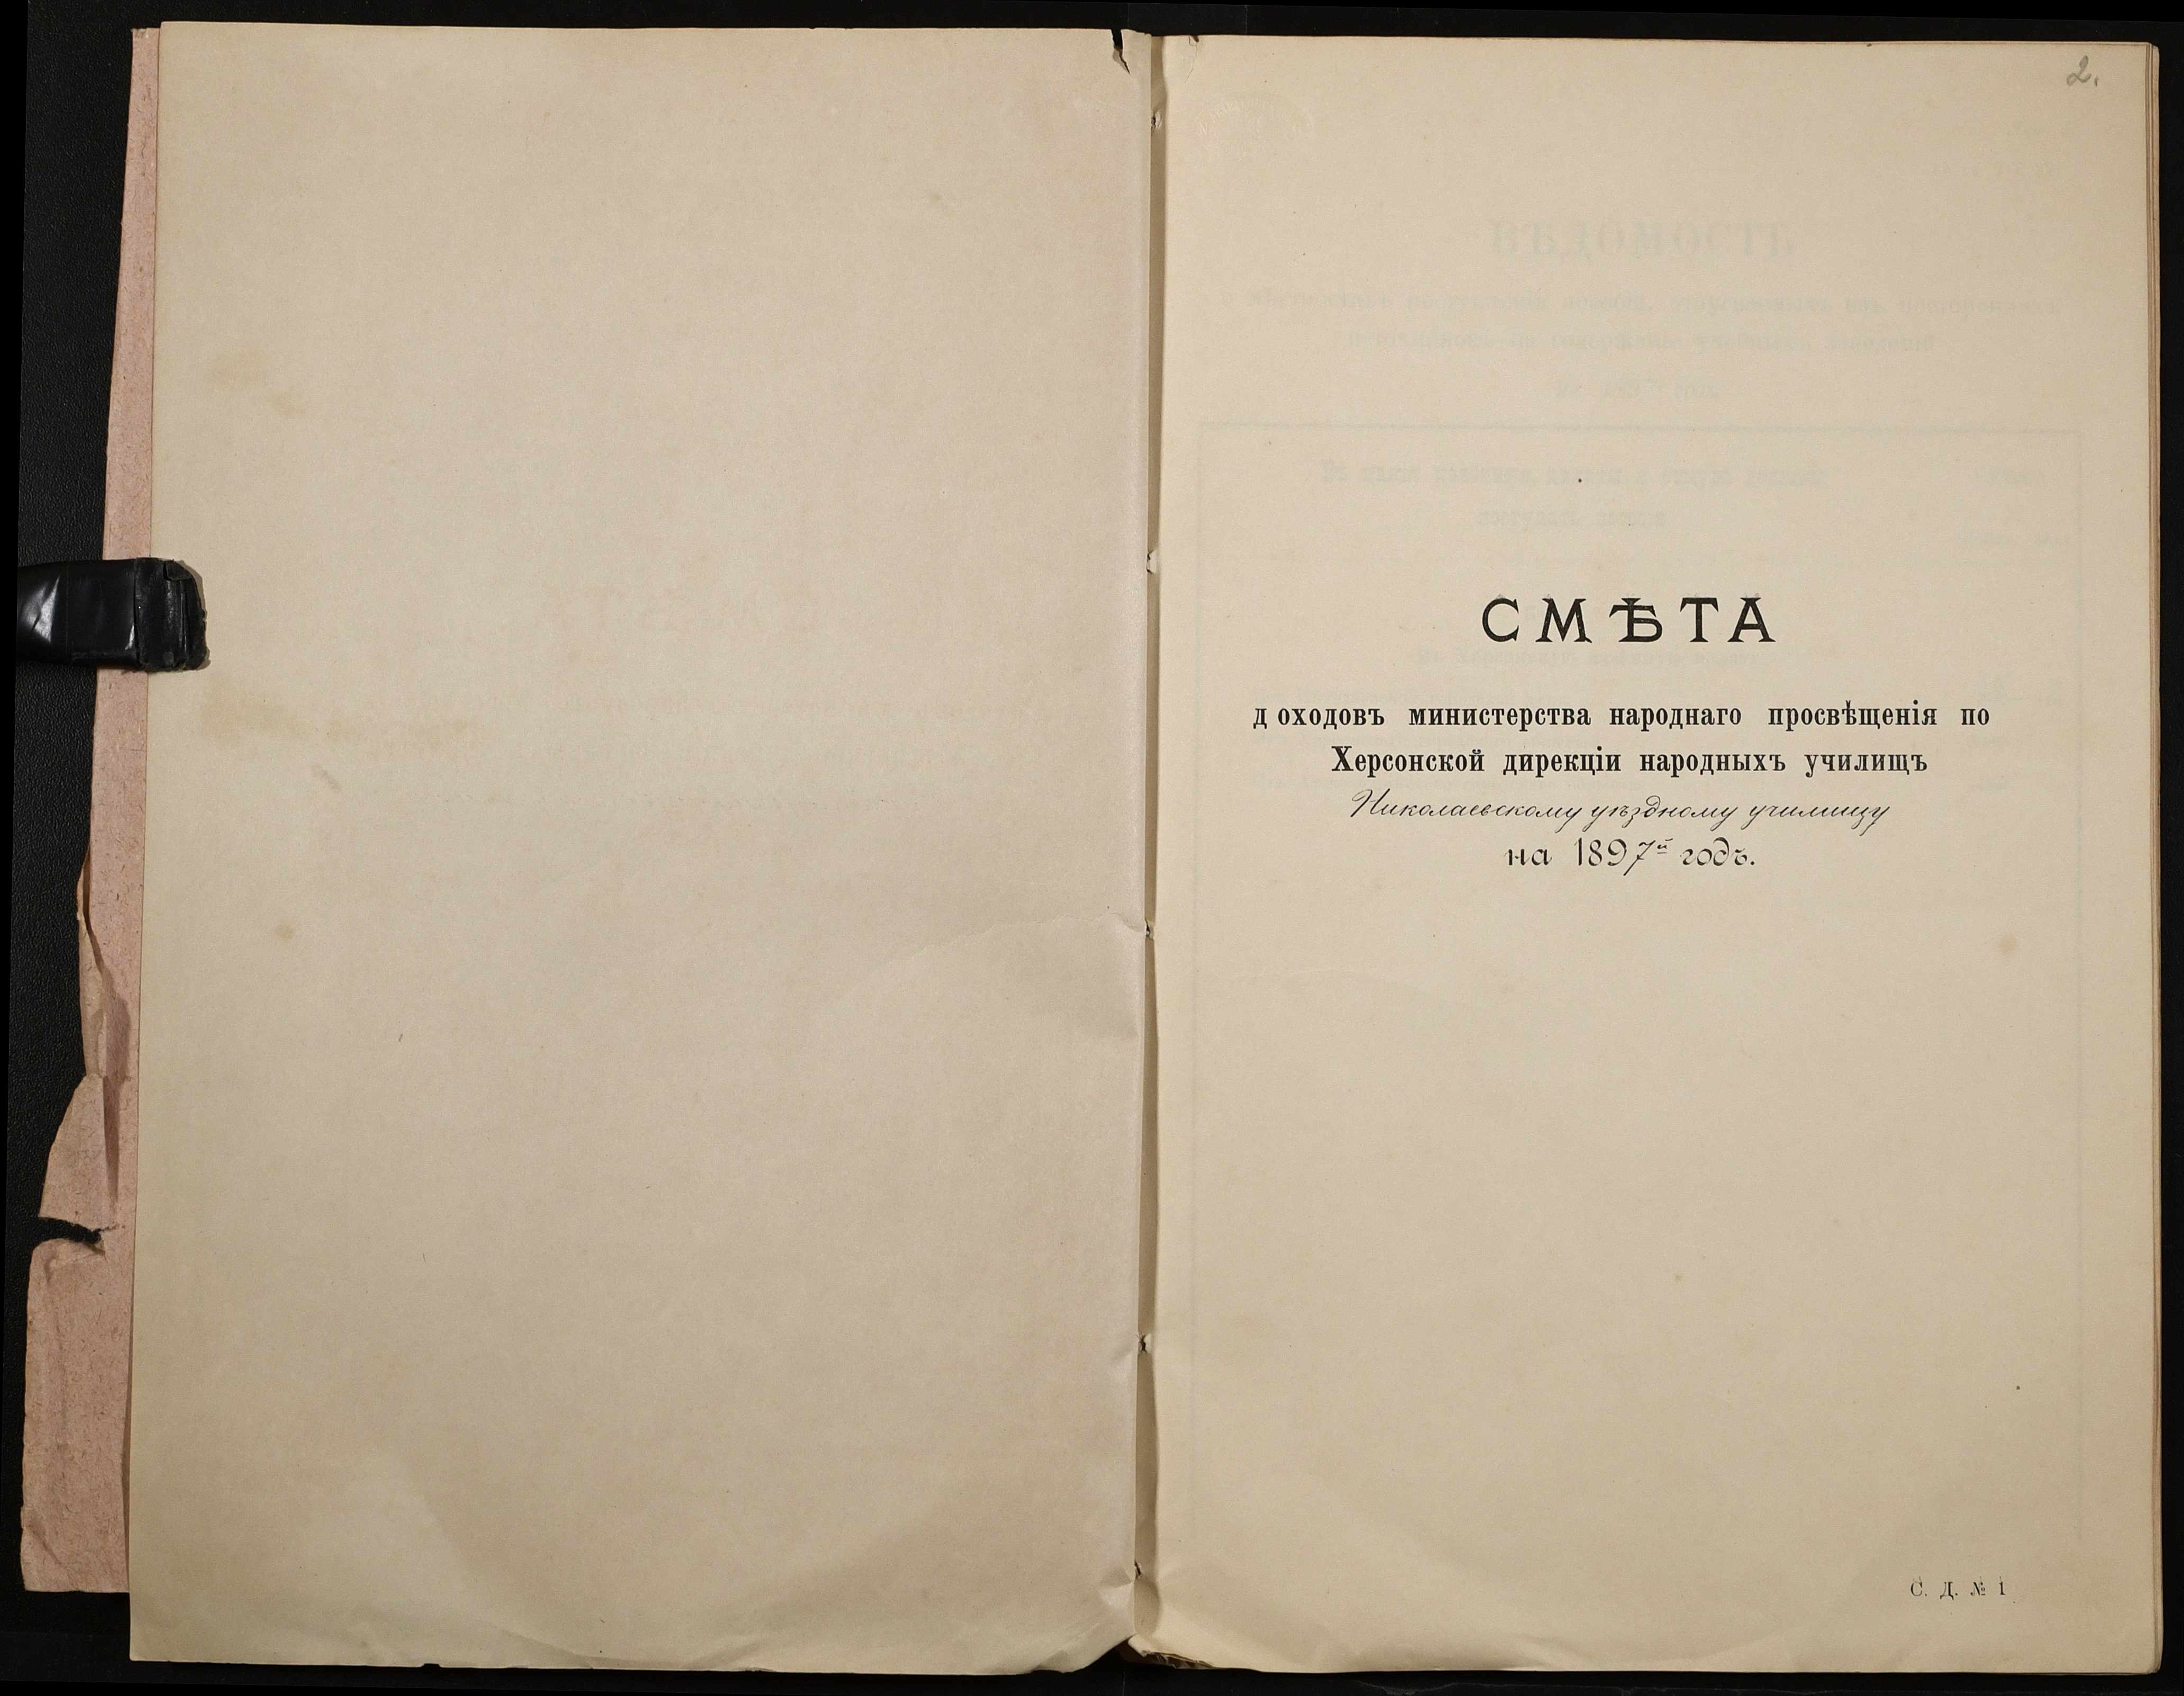 2.
СМѢТА
доходовъ министерства народнаго просвѣщенія по
Херсонской дирекціи народныхъ училищъ
Николаевскому уѣздному училищу
на 1897й годъ.
С. Д. № 1